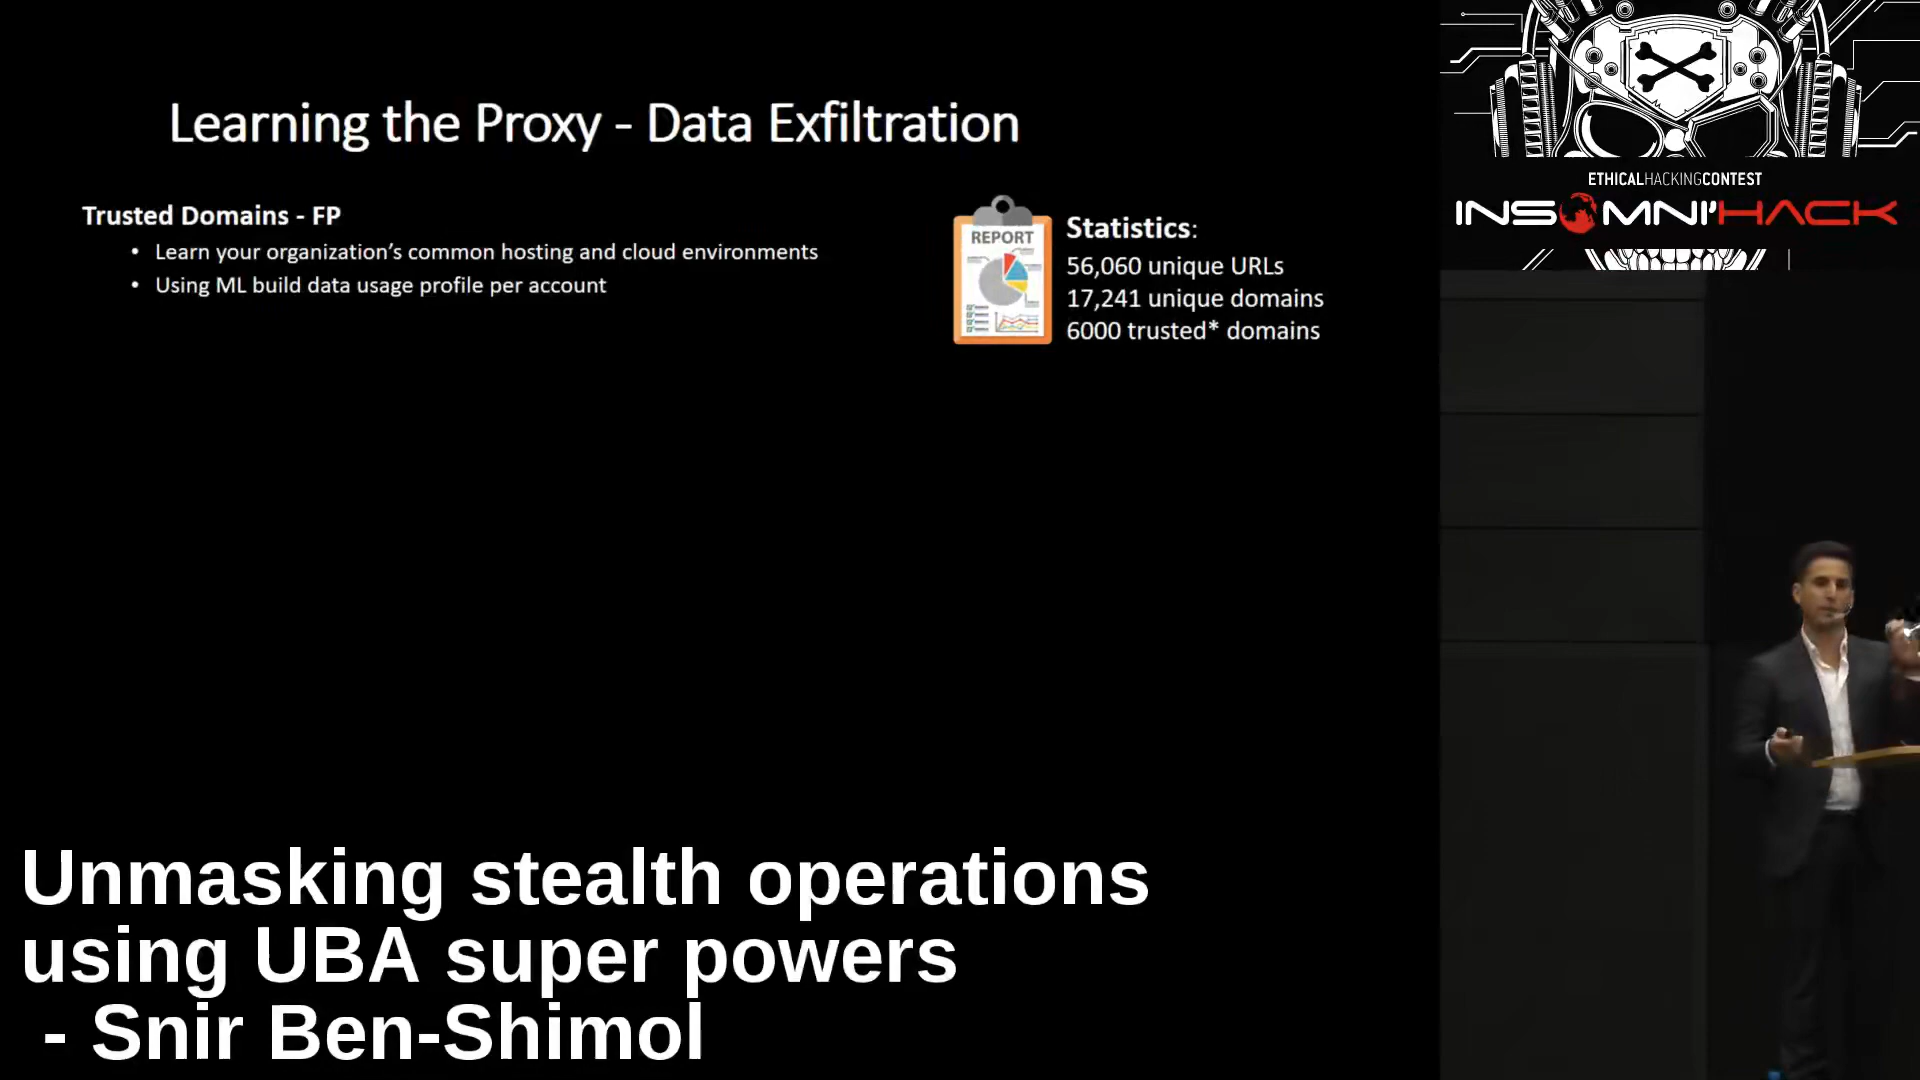 Learning the Proxy - Data Exfiltration
Trusted Domains - FP
• Learn your organization's common hosting and cloud environments
• Using ML build data usage profile per account
REPORT
Statistics:
56,060 unique URLs
17,241 unique domains
6000 trusted* domains
ETHICALHACKINGCONTEST
INSOMNI'HACK
Unmasking stealth operations
using UBA super powers
- Snir Ben-Shimol